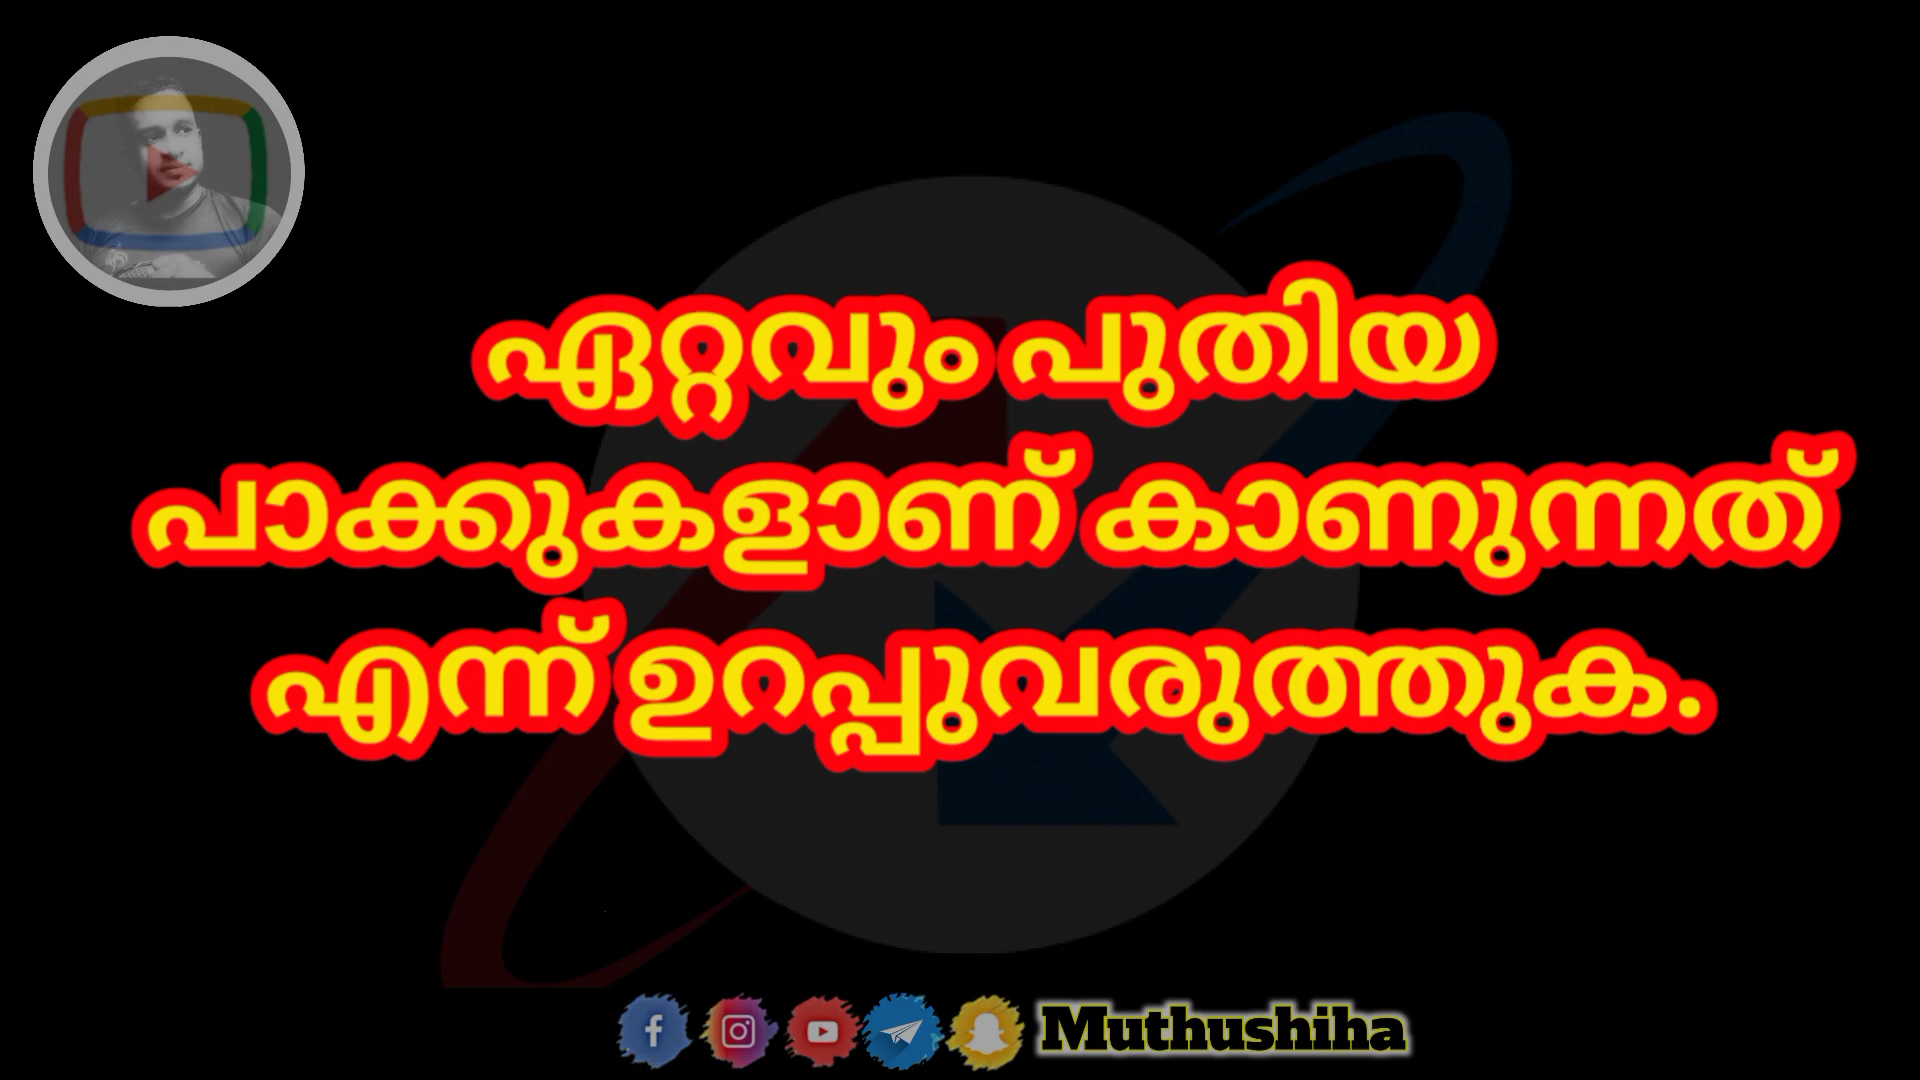 ഏറ്റവും പുതിയ
പാക്കുകളാണ് കാണുന്നത്
എന്ന് ഉറപ്പുവരുത്തുക.
Muthushiha